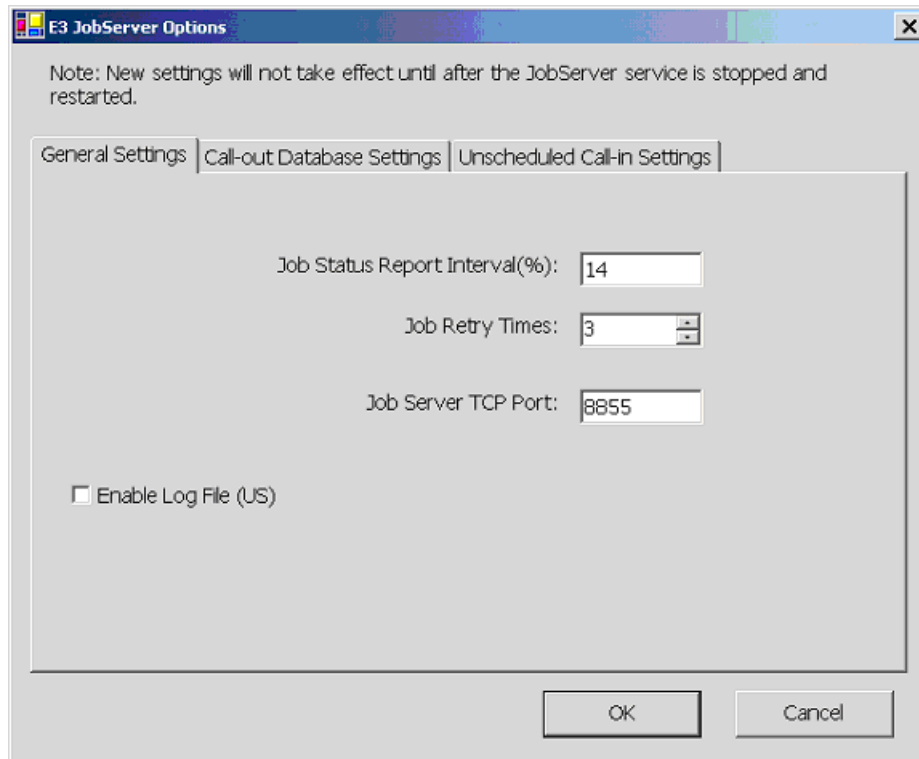 E3 JobServer Options
Note: New settings will not take effect until after the JobServer service is stopped and
restarted.
General Settings Call-out Database Settings Unscheduled Call-in Settings
Job Status Report Interval(%): 14
Job Retry Times: 3
Job Server TCP Port: 8855
Enable Log File (US)
OK Cancel